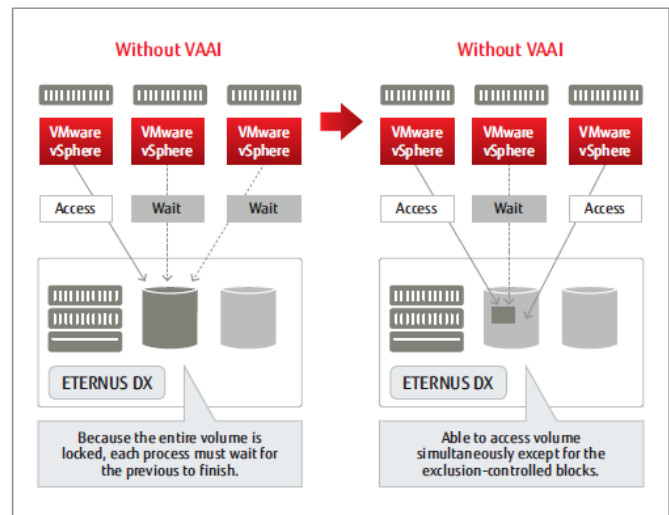 Without VAAI
VMware
vSphere
VMware
vSphere
VMware
vSphere
Access
Wait
Wait
ETERNUS DX
Because the entire volume is
locked, each process must wait for
the previous to finish.
Without VAAI
VMware
vSphere
VMware
vSphere
VMware
vSphere
Access
Wait
Access
ETERNUS DX
Able to access volume
simultaneously except for the
exclusion-controlled blocks.